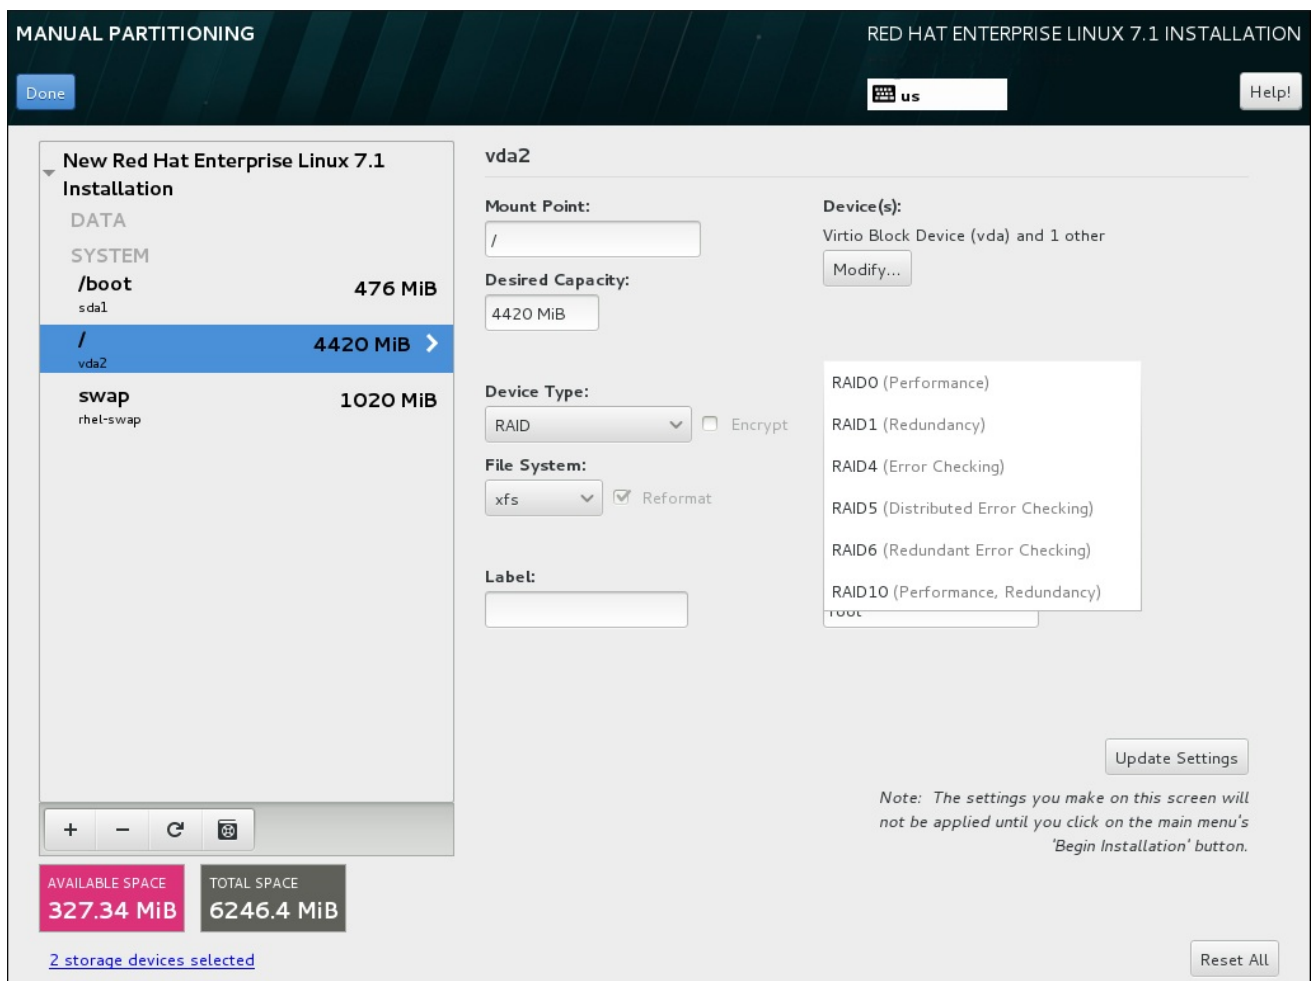 MANUAL PARTITIONING
RED HAT ENTERPRISE LINUX 7.1 INSTALLATION
Done
us
Help!
New Red Hat Enterprise Linux 7.1
Installation
DATA
SYSTEM
/boot
476 MiB
sda1
/
4420 MiB
vda2
swap
1020 MiB
rhel-swap
vda2
Mount Point:
/
Desired Capacity:
4420 MiB
Device(s):
Virtio Block Device (vda) and 1 other
Modify...
Device Type:
RAID
Encrypt
File System:
xfs
Reformat
Label:
RAID0 (Performance)
RAID1 (Redundancy)
RAID4 (Error Checking)
RAID5 (Distributed Error Checking)
RAID6 (Redundant Error Checking)
RAID10 (Performance, Redundancy)
root
Update Settings
Note: The settings you make on this screen will
not be applied until you click on the main menu's
'Begin Installation' button.
AVAILABLE SPACE
327.34 MiB
TOTAL SPACE
6246.4 MiB
2 storage devices selected
Reset All